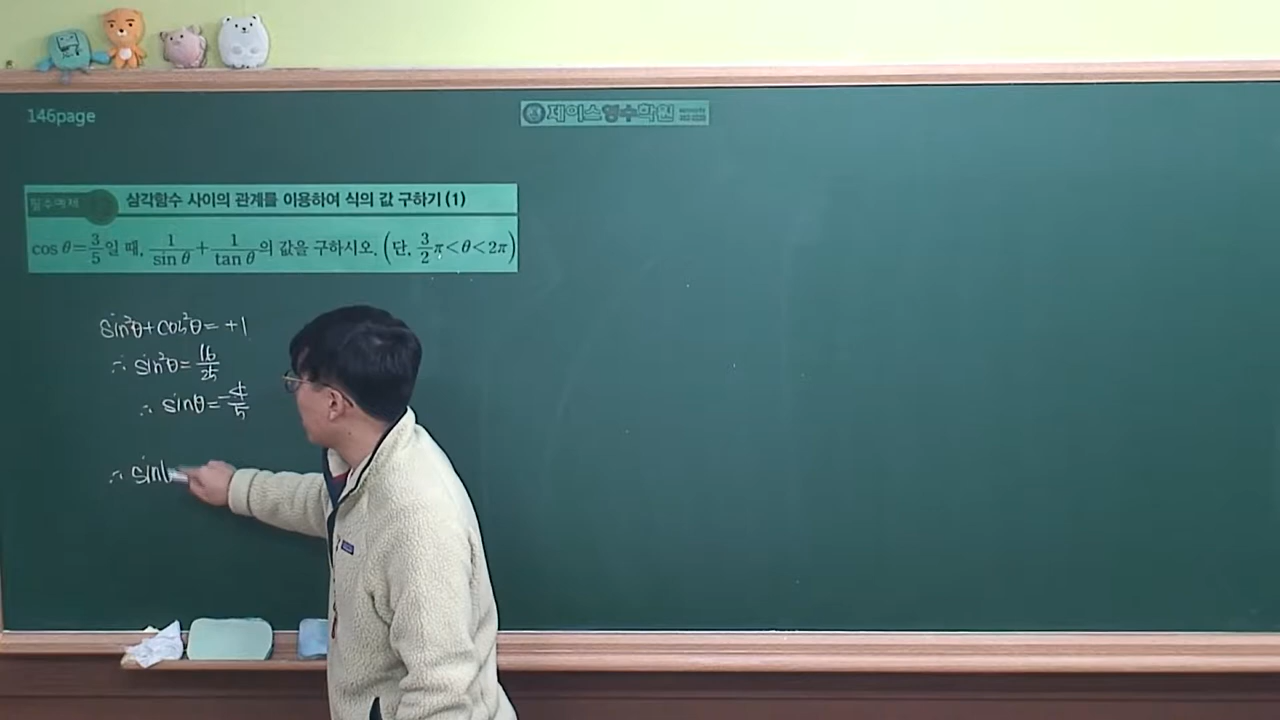 146page
제이스영수학원
필수예제
삼각함수 사이의 관계를 이용하여 식의 값 구하기 (1)
cos θ=3/5일 때, 1/sin θ+1/tan θ의 값을 구하시오. (단, 3/2π<θ<2π)
sin²θ+cos²θ= +1
∴ sin²θ=16/25
∴ sinθ=-4/5
∴ sin